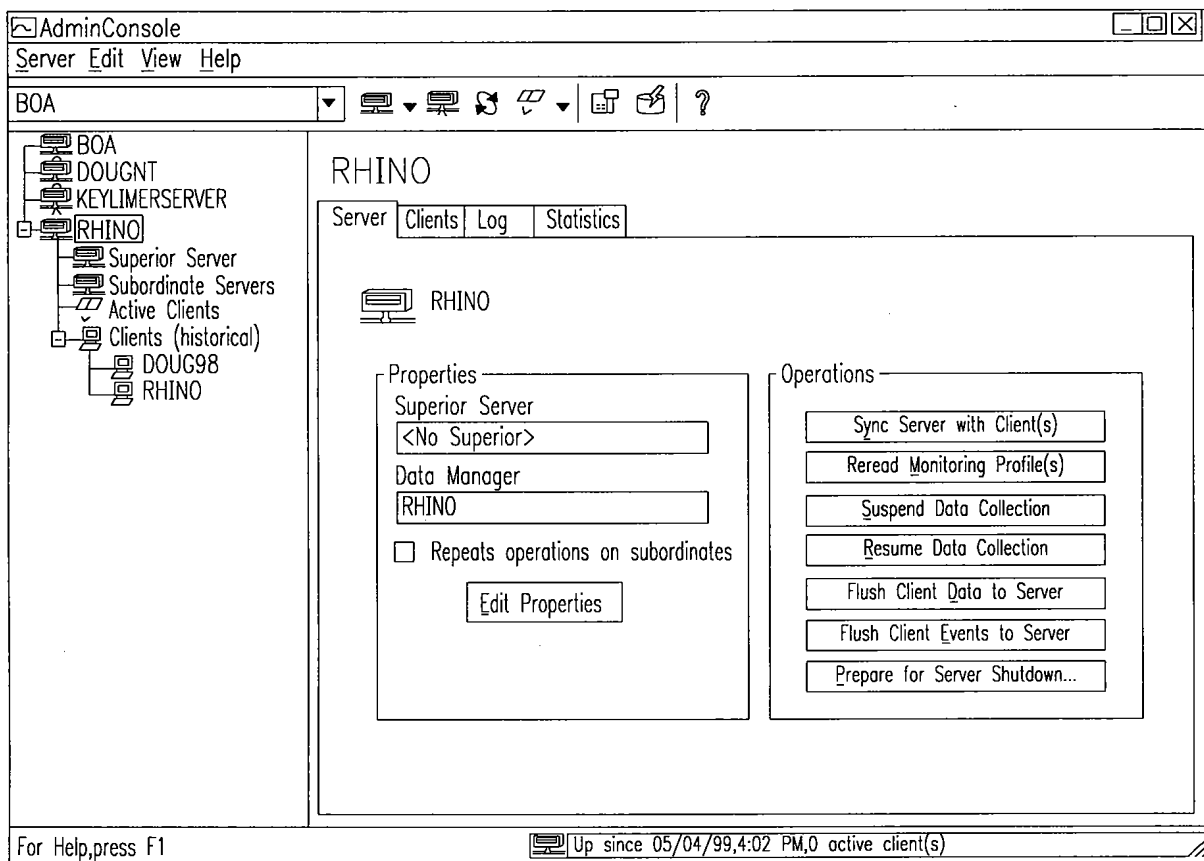 AdminConsole
Server Edit View Help
BOA
?
BOA
DOUGNT
KEYLIMERSERVER
RHINO
Superior Server
Subordinate Servers
Active Clients
Clients (historical)
DOUG98
RHINO
RHINO
Server Clients Log Statistics
RHINO
Properties
Superior Server
<No Superior>
Data Manager
RHINO
Repeats operations on subordinates
Edit Properties
Operations
Sync Server with Client(s)
Reread Monitoring Profile(s)
Suspend Data Collection
Resume Data Collection
Flush Client Data to Server
Flush Client Events to Server
Prepare for Server Shutdown...
For Help,press F1
Up since 05/04/99,4:02 PM,0 active client(s)